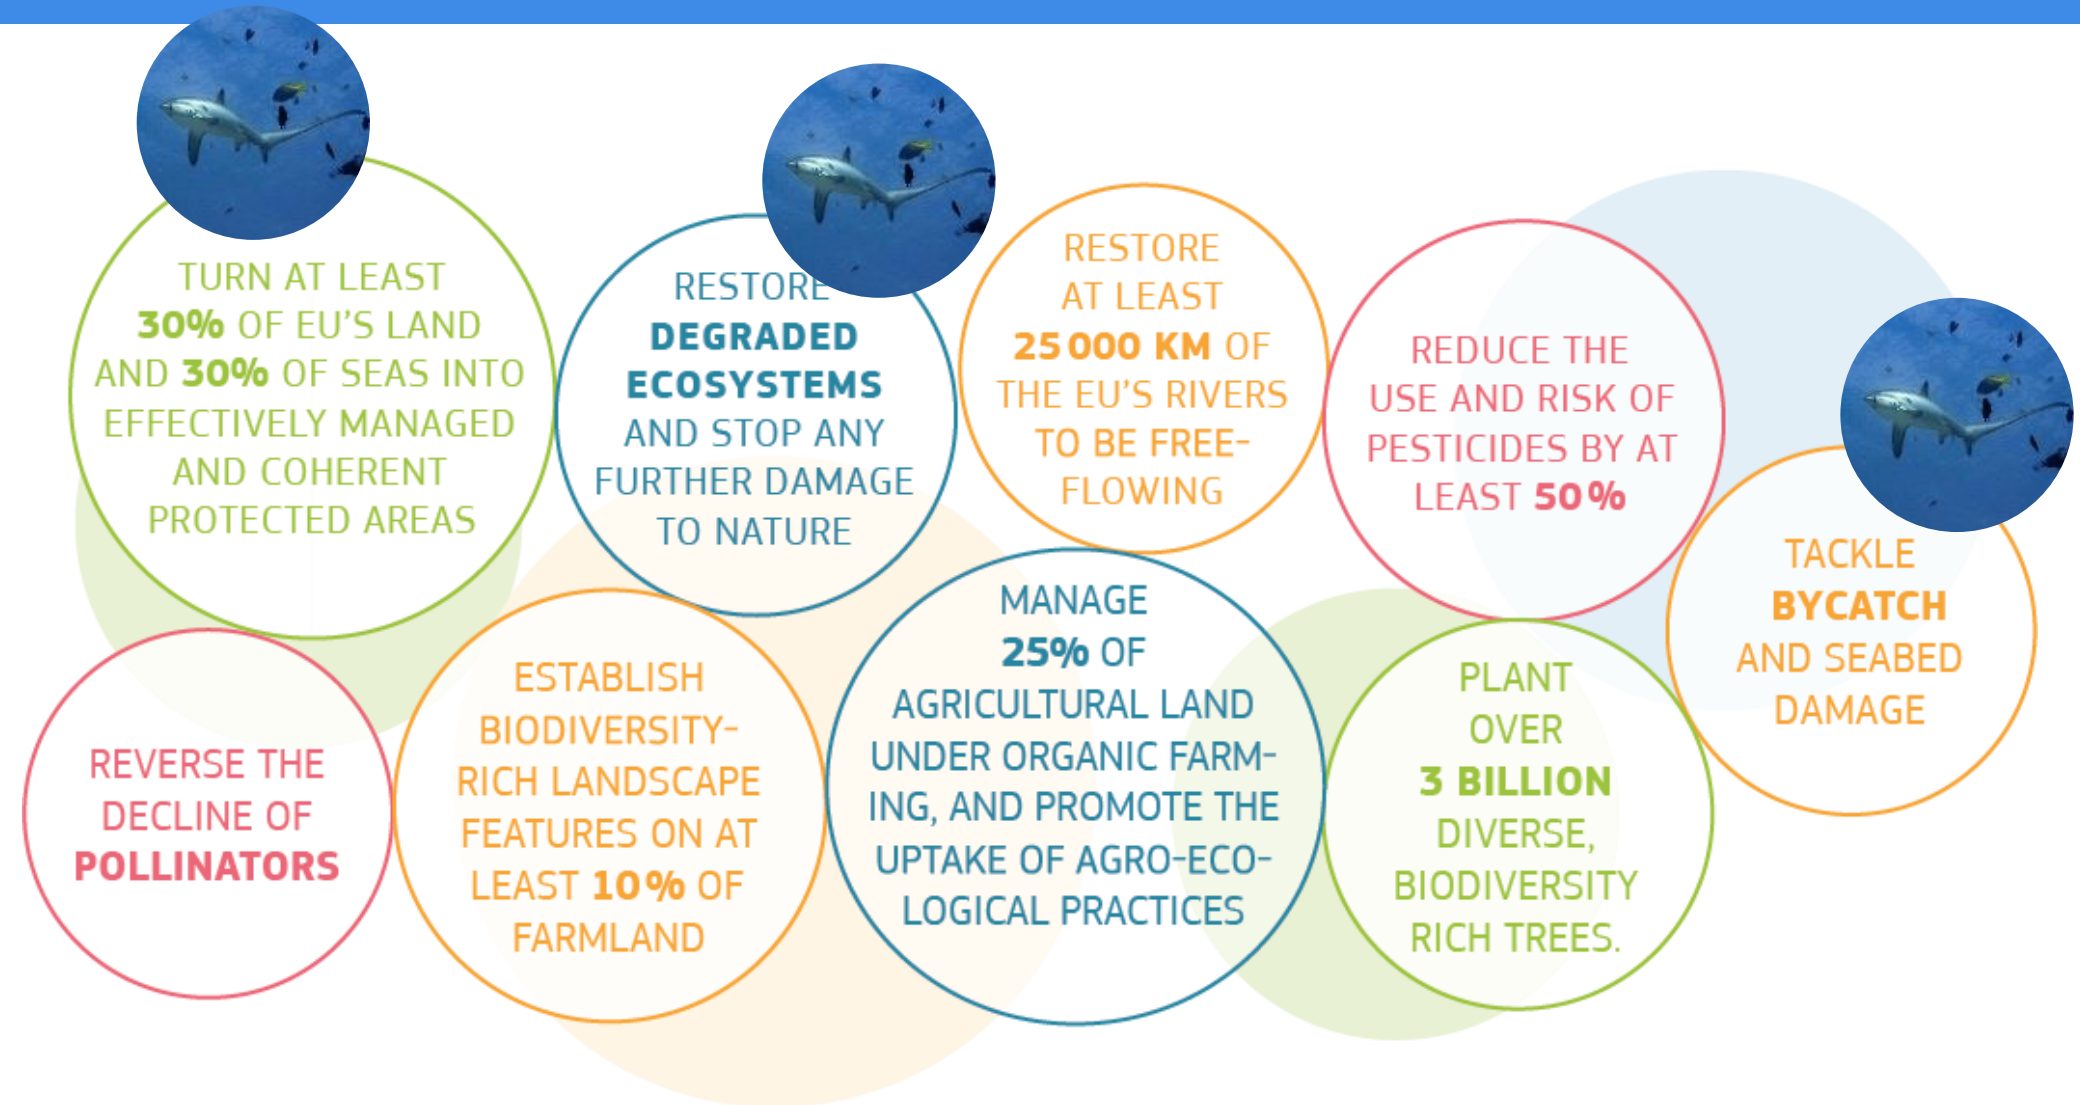 TURN AT LEAST
30% OF EU'S LAND
AND 30% OF SEAS INTO
EFFECTIVELY MANAGED
AND COHERENT
PROTECTED AREAS
RESTORE
DEGRADED
ECOSYSTEMS
AND STOP ANY
FURTHER DAMAGE
TO NATURE
RESTORE
AT LEAST
25 000 KM OF
THE EU'S RIVERS
TO BE FREE-
FLOWING
REDUCE THE
USE AND RISK OF
PESTICIDES BY AT
LEAST 50%
TACKLE
BYCATCH
AND SEABED
DAMAGE
REVERSE THE
DECLINE OF
POLLINATORS
ESTABLISH
BIODIVERSITY-
RICH LANDSCAPE
FEATURES ON AT
LEAST 10% OF
FARMLAND
MANAGE
25% OF
AGRICULTURAL LAND
UNDER ORGANIC FARM-
ING, AND PROMOTE THE
UPTAKE OF AGRO-ECO-
LOGICAL PRACTICES
PLANT
OVER
3 BILLION
DIVERSE,
BIODIVERSITY
RICH TREES.